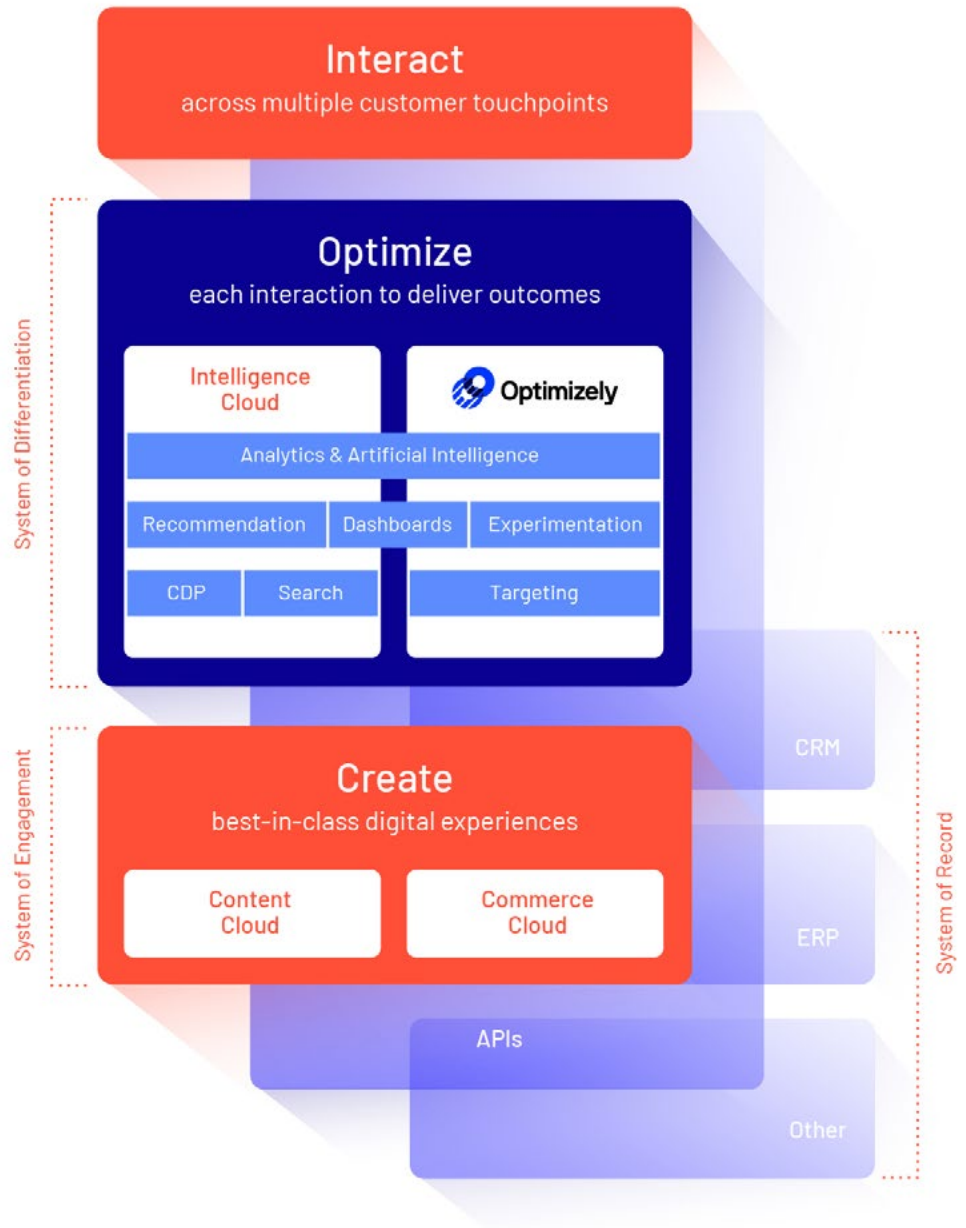 Interact
across multiple customer touchpoints
Optimize
each interaction to deliver outcomes
System of Differentiation
Intelligence
Cloud
Optimizely
Analytics & Artificial Intelligence
Recommendation
Dashboards
Experimentation
CDP
Search
Targeting
CRM
Create
best-in-class digital experiences
System of Engagement
Content
Cloud
Commerce
Cloud
ERP
System of Record
APIs
Other